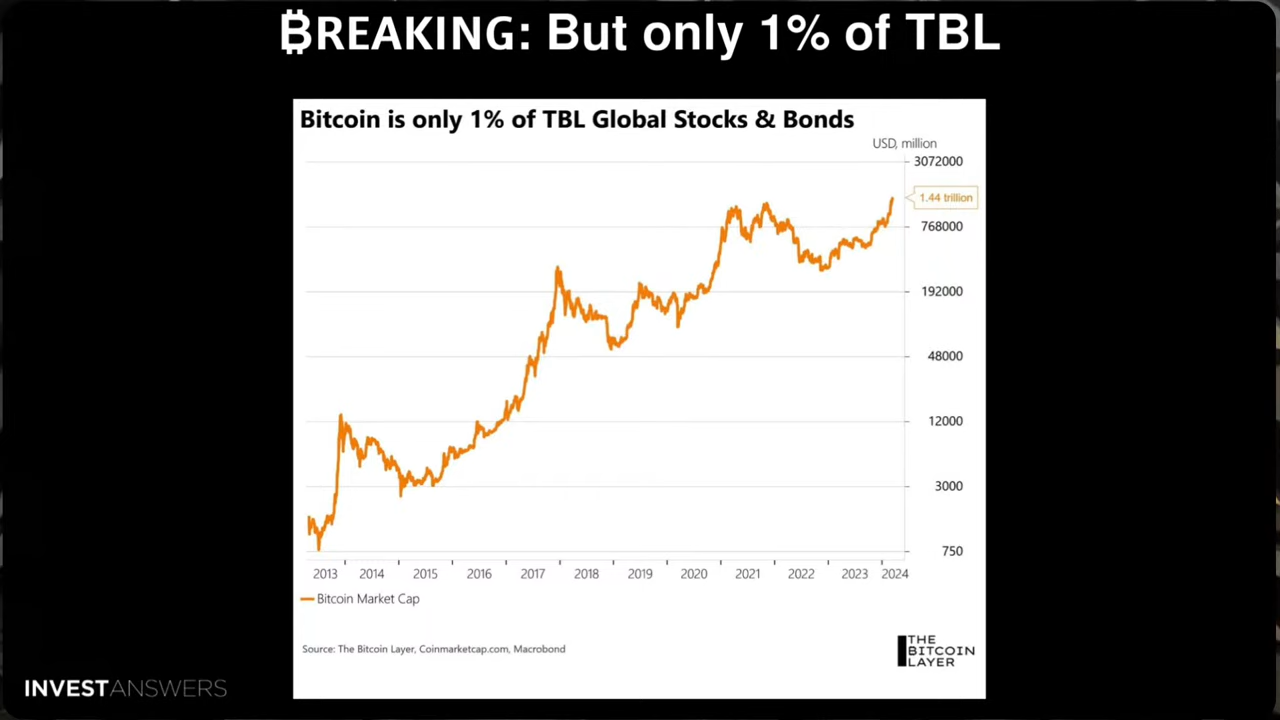 ₿REAKING: But only 1% of TBL
Bitcoin is only 1% of TBL Global Stocks & Bonds
USD, million
3072000
1.44 trillion
768000
192000
48000
12000
3000
750
2013 2014 2015 2016 2017 2018 2019 2020 2021 2022 2023 2024
Bitcoin Market Cap
Source: The Bitcoin Layer, Coinmarketcap.com, Macrobond
THE
BITCOIN
LAYER
INVESTANSWERS